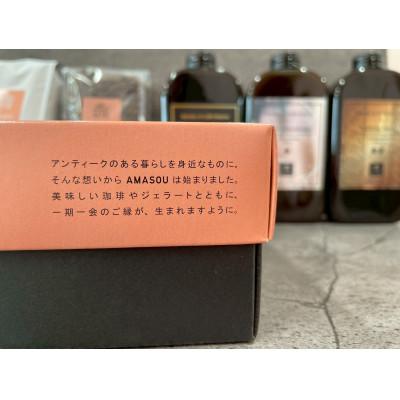 アンティークのある暮らしを身近なものに。
そんな想いから AMASOU は始まりました。
美味しい珈琲やジェラートとともに、
一期一会のご縁が、生まれますように。